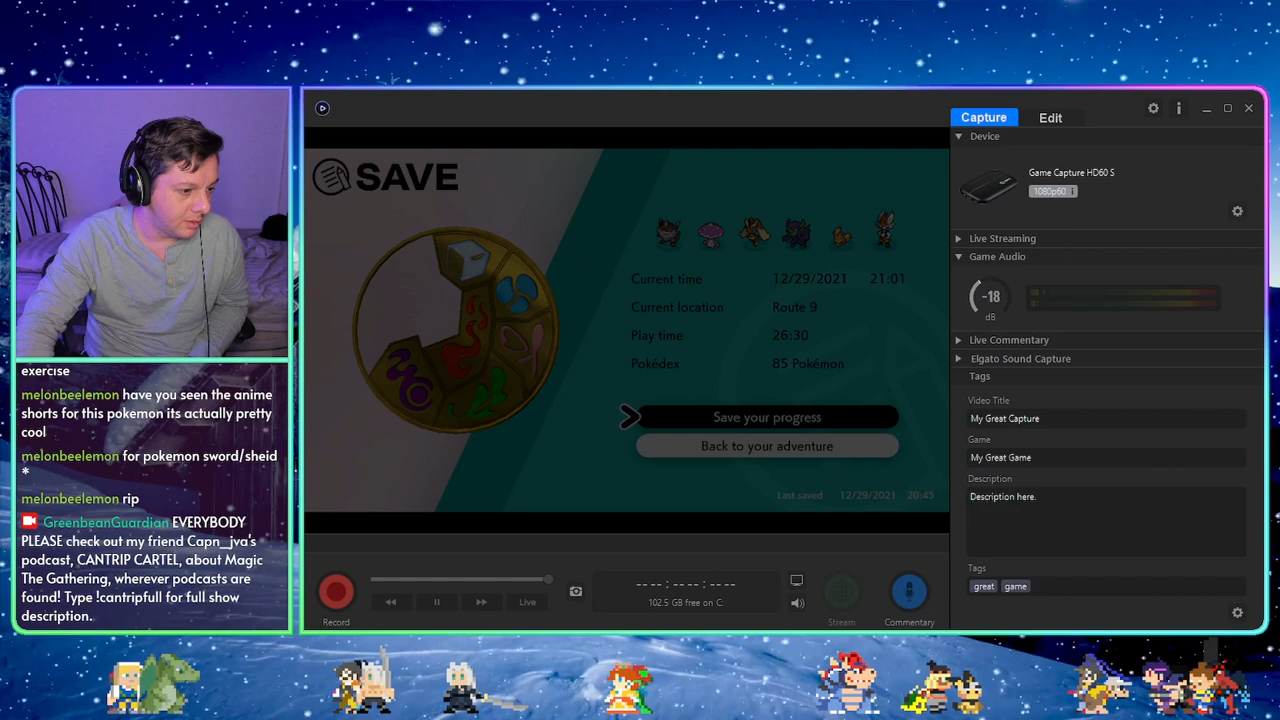 exercise
melonbeelemon have you seen the anime
shorts for this pokemon its actually pretty
cool
melonbeelemon for pokemon sword/sheid
*
melonbeelemon rip
GreenbeanGuardian EVERYBODY
PLEASE check out my friend Capn_jva's
podcast, CANTRIP CARTEL, about Magic
The Gathering, wherever podcasts are
found! Type !cantripfull for full show
description.
SAVE
Current time 12/29/2021 21:01
Current location Route 9
Play time 26:30
Pokédex 85 Pokémon
Save your progress
Back to your adventure
Last saved 12/29/2021 20:45
Record
Live
-- -- : -- -- : -- --
102.5 GB free on C:
Stream
Commentary
Capture Edit
Device
Game Capture HD60 S
1080p60 i
Live Streaming
Game Audio
-18
dB
Live Commentary
Elgato Sound Capture
Tags
Video Title
My Great Capture
Game
My Great Game
Description
Description here.
Tags
great game